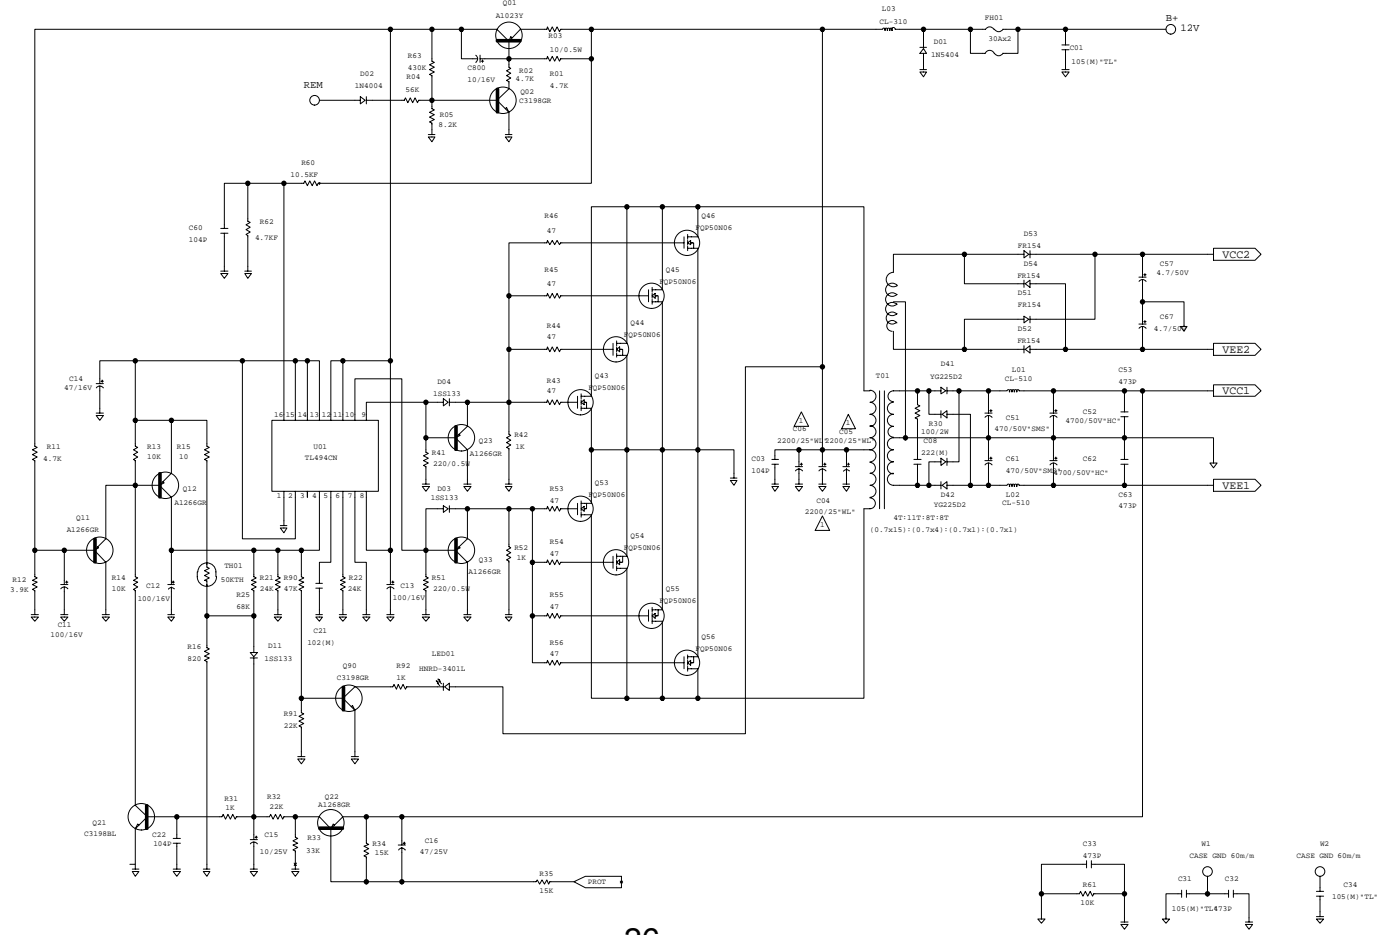 Q01
A1023Y
R03
10/0.5W
L03
CL-310
FH01
30Ax2
B+
12V
D01
1N5404
C01
105(M)"TL"
R63
430K
R04
56K
C800
10/16V
R02
4.7K
R01
4.7K
D02
1N4004
REM
Q02
C3198GR
R05
8.2K
R60
10.5KF
C60
104P
R62
4.7KF
R46
47
Q46
FQP50N06
R45
47
Q45
FQP50N06
R44
47
Q44
FQP50N06
R43
47
Q43
FQP50N06
D53
FR154
D54
FR154
D51
FR154
D52
FR154
C57
4.7/50V
C67
4.7/50V
VCC2
VEE2
C14
47/16V
D04
1SS133
T01
D41
YG225D2
L01
CL-510
C53
473P
VCC1
16 15 14 13 12 11 10 9
U01
TL494CN
1 2 3 4 5 6 7 8
R11
4.7K
R13
10K
R15
10
Q12
A1266GR
Q23
A1266GR
R41
220/0.5W
R42
1K
D03
1SS133
C06
2200/25"WL"
C05
2200/25"WL"
C03
104P
C04
2200/25"WL"
R30
100/2W
C08
222(M)
C51
470/50V"SMS"
C52
4700/50V"HC"
C61
470/50V"SMS"
C62
4700/50V"HC"
D42
YG225D2
L02
CL-510
C63
473P
VEE1
4T:11T:8T:8T
(0.7x15):(0.7x4):(0.7x1):(0.7x1)
R53
47
Q53
FQP50N06
R54
47
Q54
FQP50N06
R55
47
Q55
FQP50N06
R56
47
Q56
FQP50N06
Q11
A1266GR
Q33
A1266GR
R51
220/0.5W
R52
1K
R12
3.9K
C11
100/16V
R14
10K
C12
100/16V
TH01
50KTH
R25
68K
R21
24K
R90
47K
C21
102(M)
R22
24K
C13
100/16V
R16
820
D11
1SS133
Q90
C3198GR
R92
1K
LED01
HNRD-3401L
R91
22K
Q21
C3198BL
C22
104P
R31
1K
R32
22K
C15
10/25V
Q22
A1268GR
R33
33K
R34
15K
C16
47/25V
R35
15K
PROT
C33
473P
R61
10K
W1
CASE GND 60m/m
C31
C32
105(M)"TL"
473P
W2
CASE GND 60m/m
C34
105(M)"TL"